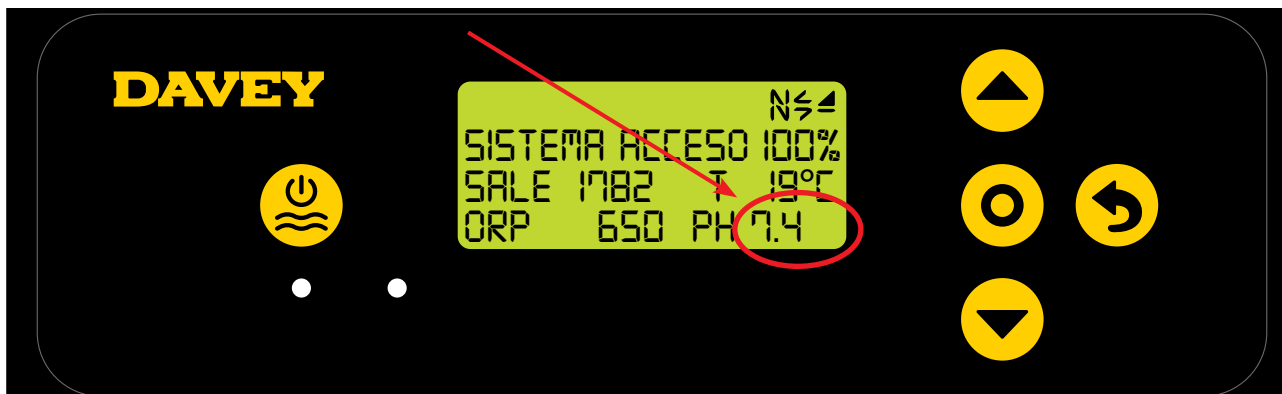 DAVEY
SISTEMA ACCESO 100%
SALE 1782 T 19°C
ORP 650 PH 7.4